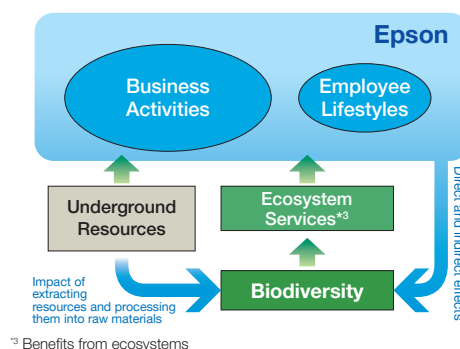 Epson
Business
Activities
Employee
Lifestyles
Underground
Resources
Ecosystem
Services*3
Direct and indirect effects
Impact of
extracting
resources and processing
them into raw materials
Biodiversity
*3 Benefits from ecosystems